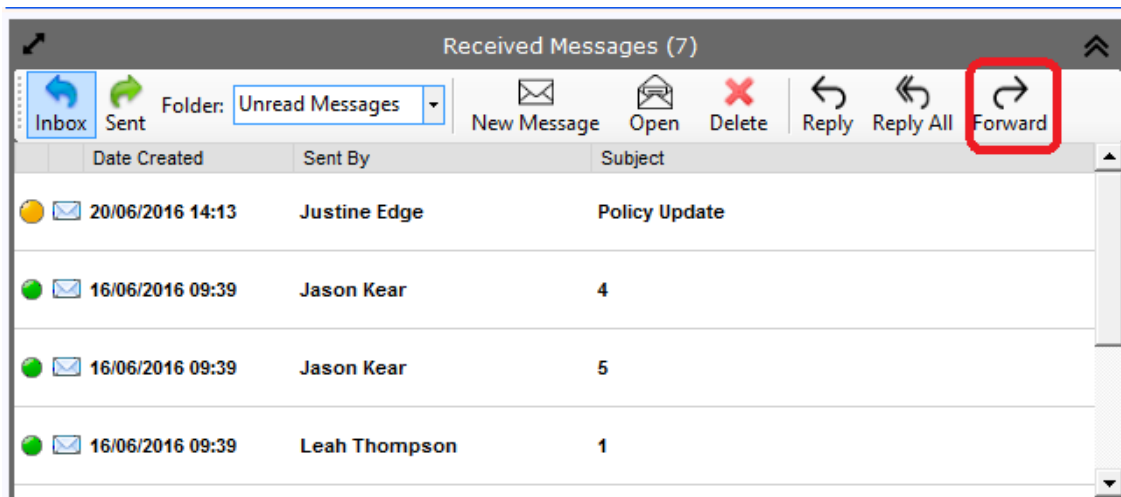 Received Messages (7)
Inbox Sent Folder: Unread Messages New Message Open Delete Reply Reply All Forward
Date Created Sent By Subject
20/06/2016 14:13 Justine Edge Policy Update
16/06/2016 09:39 Jason Kear 4
16/06/2016 09:39 Jason Kear 5
16/06/2016 09:39 Leah Thompson 1